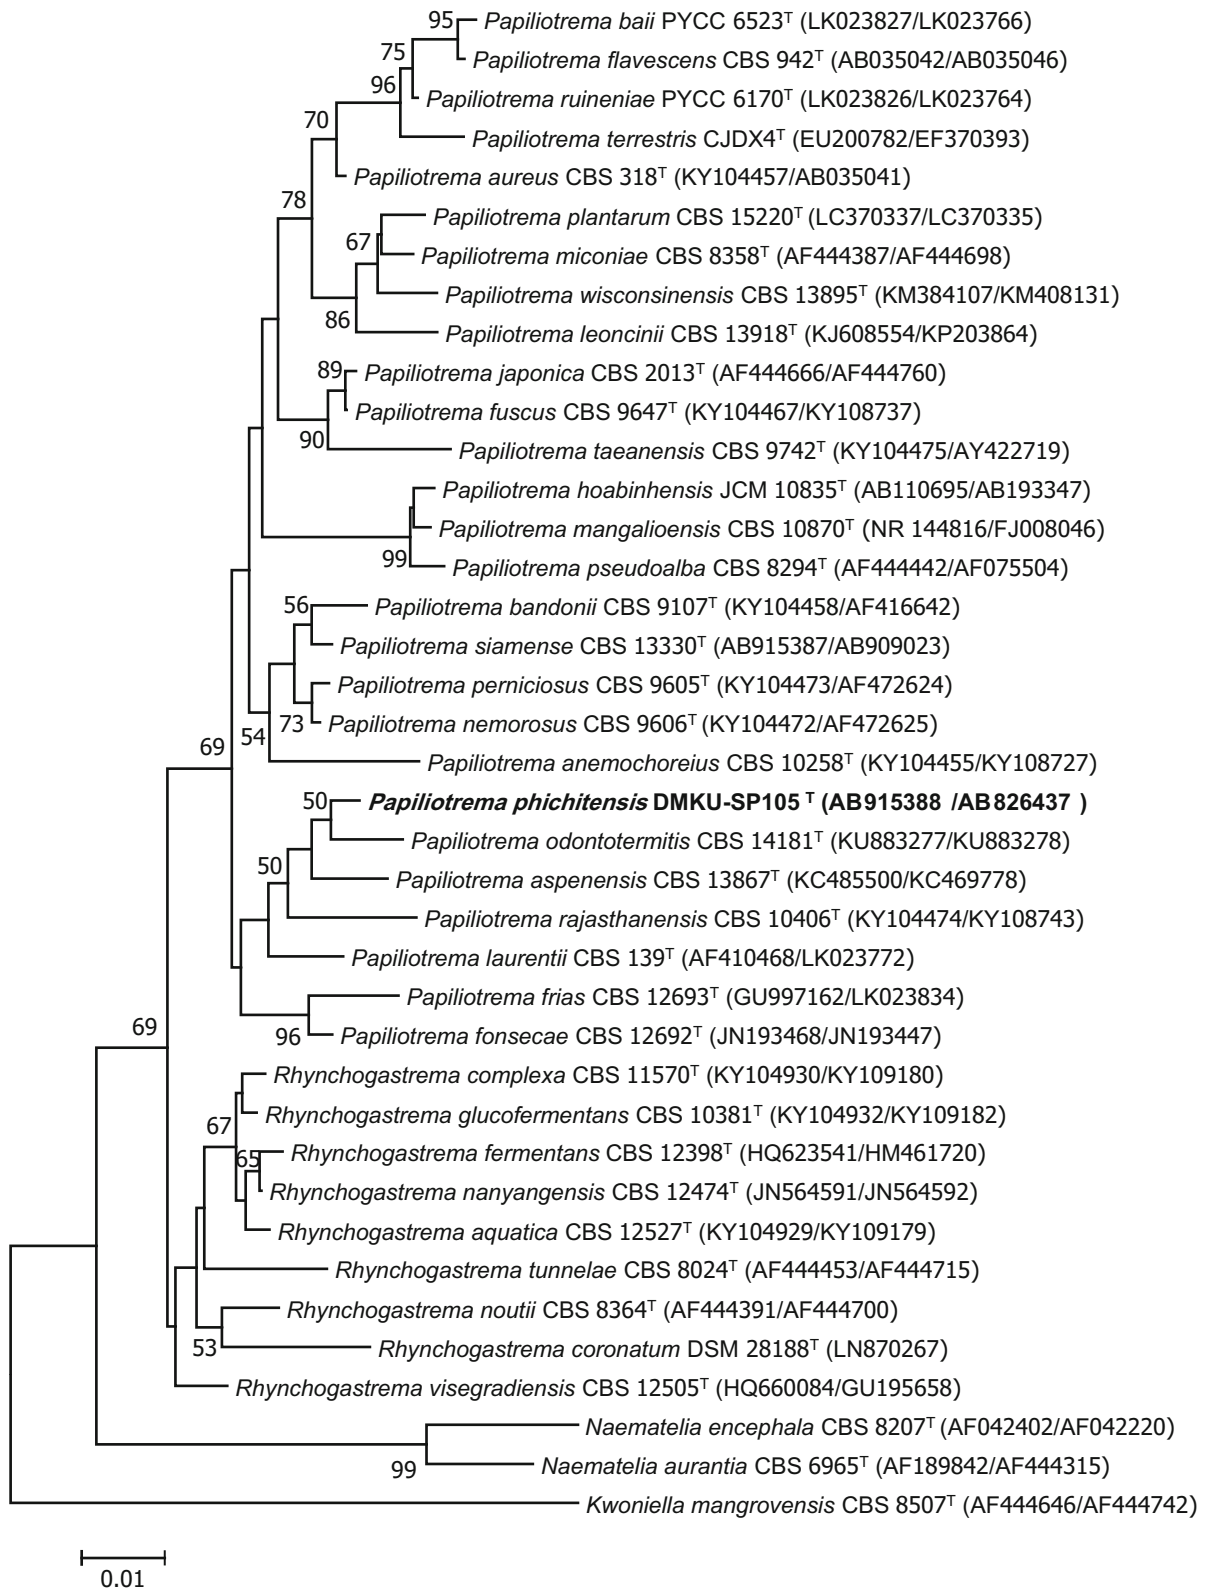 95 Papiliotrema baii PYCC 6523T (LK023827/LK023766)
75 Papiliotrema flavescens CBS 942T (AB035042/AB035046)
96 Papiliotrema ruineniae PYCC 6170T (LK023826/LK023764)
70 Papiliotrema terrestris CJDX4T (EU200782/EF370393)
Papiliotrema aureus CBS 318T (KY104457/AB035041)
78
Papiliotrema plantarum CBS 15220T (LC370337/LC370335)
67 Papiliotrema miconiae CBS 8358T (AF444387/AF444698)
Papiliotrema wisconsinensis CBS 13895T (KM384107/KM408131)
86 Papiliotrema leoncinii CBS 13918T (KJ608554/KP203864)
89 Papiliotrema japonica CBS 2013T (AF444666/AF444760)
Papiliotrema fuscus CBS 9647T (KY104467/KY108737)
90 Papiliotrema taeanensis CBS 9742T (KY104475/AY422719)
Papiliotrema hoabinhensis JCM 10835T (AB110695/AB193347)
Papiliotrema mangalioensis CBS 10870T (NR 144816/FJ008046)
99 Papiliotrema pseudoalba CBS 8294T (AF444442/AF075504)
56 Papiliotrema bandonii CBS 9107T (KY104458/AF416642)
Papiliotrema siamense CBS 13330T (AB915387/AB909023)
Papiliotrema perniciosus CBS 9605T (KY104473/AF472624)
73 Papiliotrema nemorosus CBS 9606T (KY104472/AF472625)
69 54
Papiliotrema anemochoreius CBS 10258T (KY104455/KY108727)
50 Papiliotrema phichitensis DMKU-SP105 T (AB915388 /AB826437 )
Papiliotrema odontotermitis CBS 14181T (KU883277/KU883278)
50 Papiliotrema aspenensis CBS 13867T (KC485500/KC469778)
Papiliotrema rajasthanensis CBS 10406T (KY104474/KY108743)
Papiliotrema laurentii CBS 139T (AF410468/LK023772)
Papiliotrema frias CBS 12693T (GU997162/LK023834)
69 96 Papiliotrema fonsecae CBS 12692T (JN193468/JN193447)
Rhynchogastrema complexa CBS 11570T (KY104930/KY109180)
67 Rhynchogastrema glucofermentans CBS 10381T (KY104932/KY109182)
65 Rhynchogastrema fermentans CBS 12398T (HQ623541/HM461720)
Rhynchogastrema nanyangensis CBS 12474T (JN564591/JN564592)
Rhynchogastrema aquatica CBS 12527T (KY104929/KY109179)
Rhynchogastrema tunnelae CBS 8024T (AF444453/AF444715)
Rhynchogastrema noutii CBS 8364T (AF444391/AF444700)
53 Rhynchogastrema coronatum DSM 28188T (LN870267)
Rhynchogastrema visegradiensis CBS 12505T (HQ660084/GU195658)
Naematelia encephala CBS 8207T (AF042402/AF042220)
99 Naematelia aurantia CBS 6965T (AF189842/AF444315)
Kwoniella mangrovensis CBS 8507T (AF444646/AF444742)
0.01